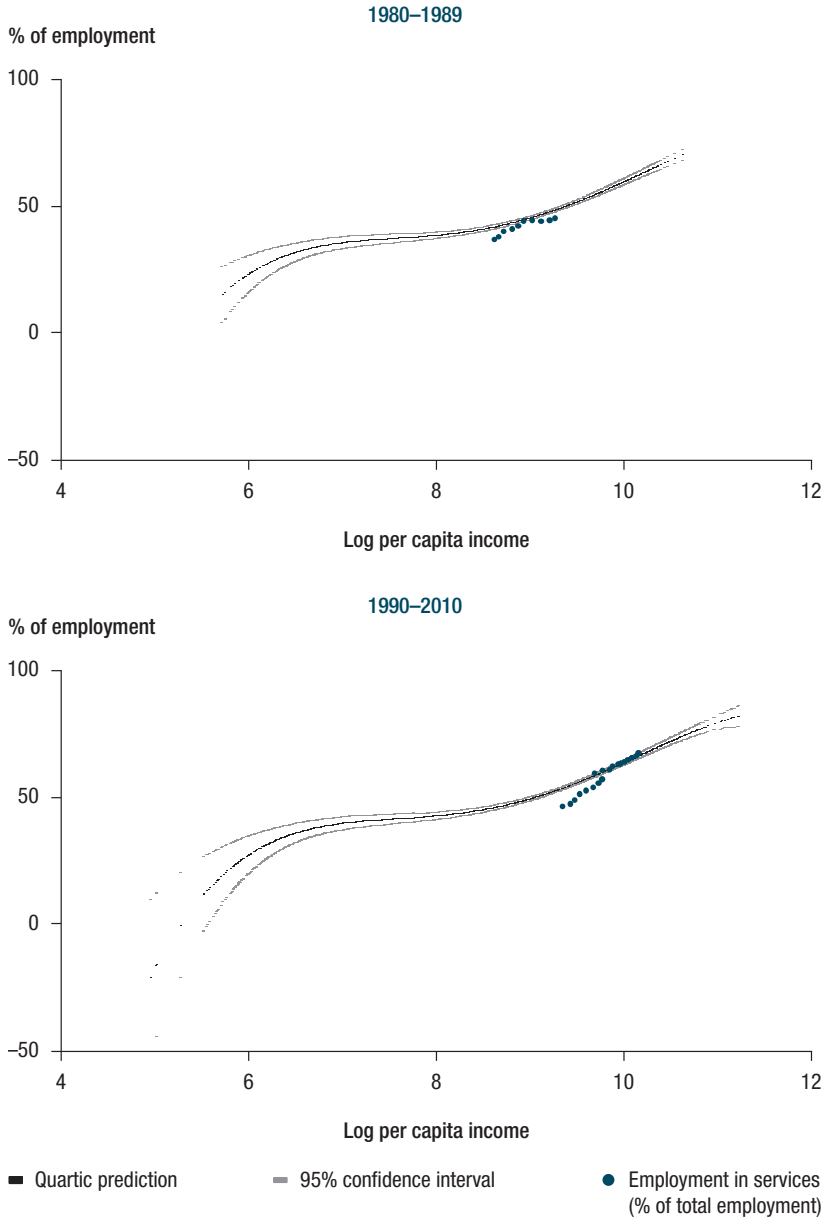 1980–1989
% of employment
100
50
0
–50
4 6 8 10 12
Log per capita income
1990–2010
% of employment
100
50
0
–50
4 6 8 10 12
Log per capita income
Quartic prediction 95% confidence interval Employment in services
(% of total employment)